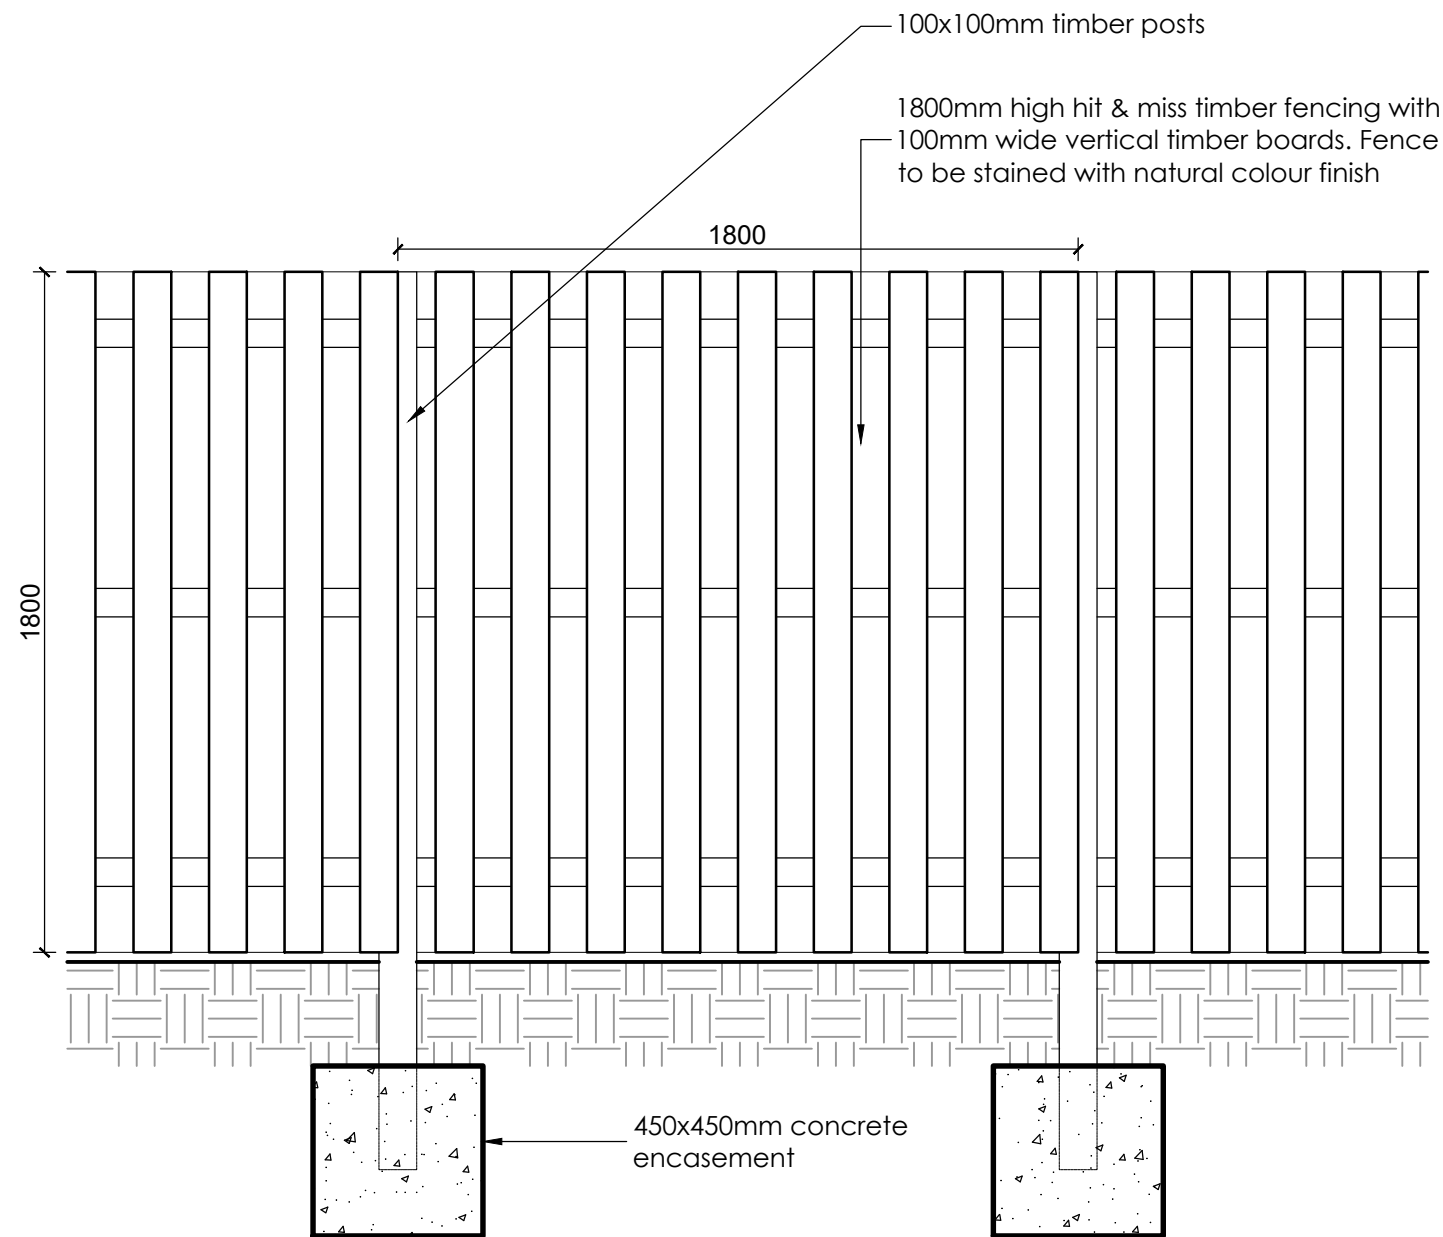 100x100mm timber posts
1800mm high hit & miss timber fencing with
100mm wide vertical timber boards. Fence
to be stained with natural colour finish
1800
1800
450x450mm concrete
encasement